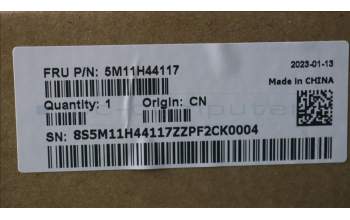 FRU P/N: 5M11H44117
2023-01-13
Made in CHINA
Quantity: 1 Origin: CN
SN: 8S5M11H44117ZZPF2CK0004